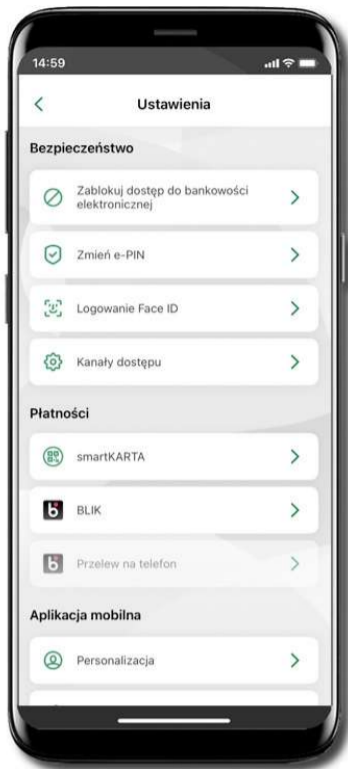 14:59
Ustawienia
Bezpieczeństwo
Zablokuj dostęp do bankowości
elektronicznej
Zmień e-PIN
Logowanie Face ID
Kanały dostępu
Płatności
smartKARTA
BLIK
Przelew na telefon
Aplikacja mobilna
Personalizacja